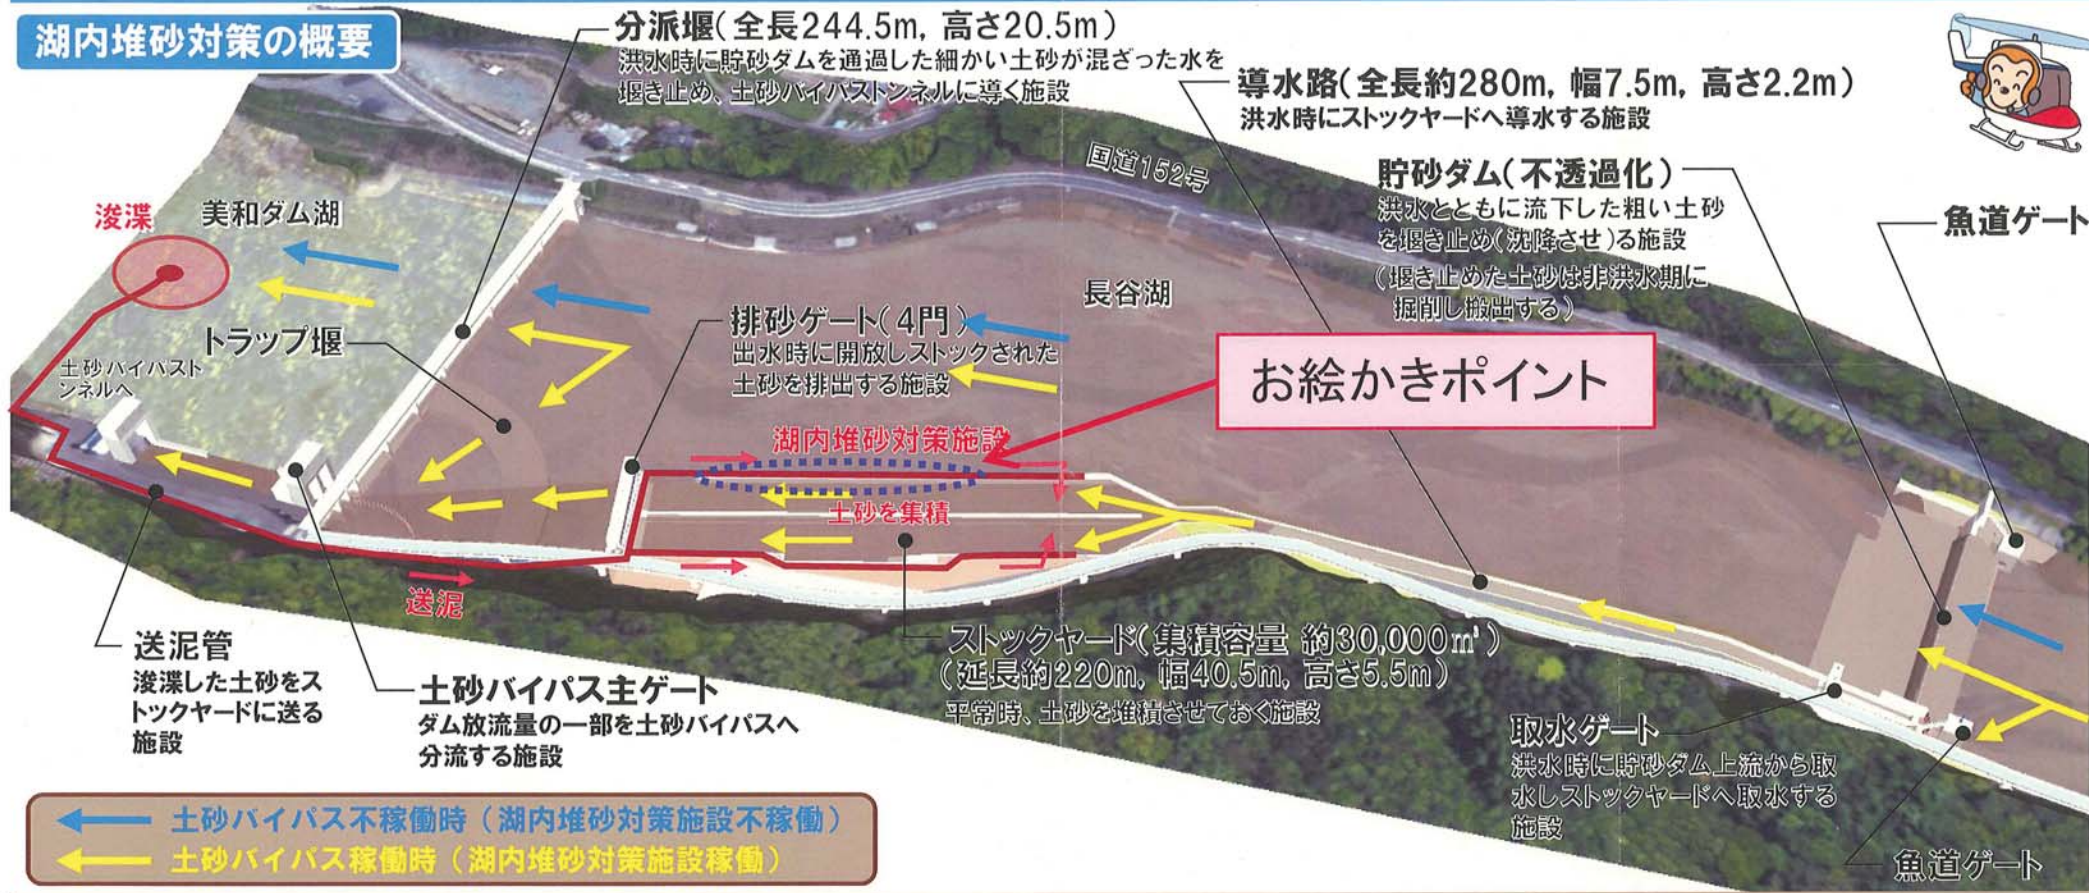 湖内堆砂対策の概要
分派堰(全長244.5m, 高さ20.5m)
洪水時に貯砂ダムを通過した細かい土砂が混ざった水を
堰き止め、土砂バイパストンネルに導く施設
導水路(全長約280m, 幅7.5m, 高さ2.2m)
洪水時にストックヤードへ導水する施設
国道152号
貯砂ダム(不透過化)
洪水とともに流下した粗い土砂
を堰き止め(沈降させ)る施設
(堰き止めた土砂は非洪水期に
掘削し搬出する)
魚道ゲート
浚渫
美和ダム湖
長谷湖
トラップ堰
排砂ゲート(4門)
出水時に開放しストックされた
土砂を排出する施設
土砂バイパスト
ンネルへ
お絵かきポイント
湖内堆砂対策施設
土砂を集積
送泥
送泥管
浚渫した土砂をス
トックヤードに送る
施設
土砂バイパス主ゲート
ダム放流量の一部を土砂バイパスへ
分流する施設
ストックヤード(集積容量 約30,000㎥)
(延長約220m, 幅40.5m, 高さ5.5m)
平常時、土砂を堆積させておく施設
取水ゲート
洪水時に貯砂ダム上流から取
水しストックヤードへ取水する
施設
魚道ゲート
土砂バイパス不稼働時(湖内堆砂対策施設不稼働)
土砂バイパス稼働時(湖内堆砂対策施設稼働)